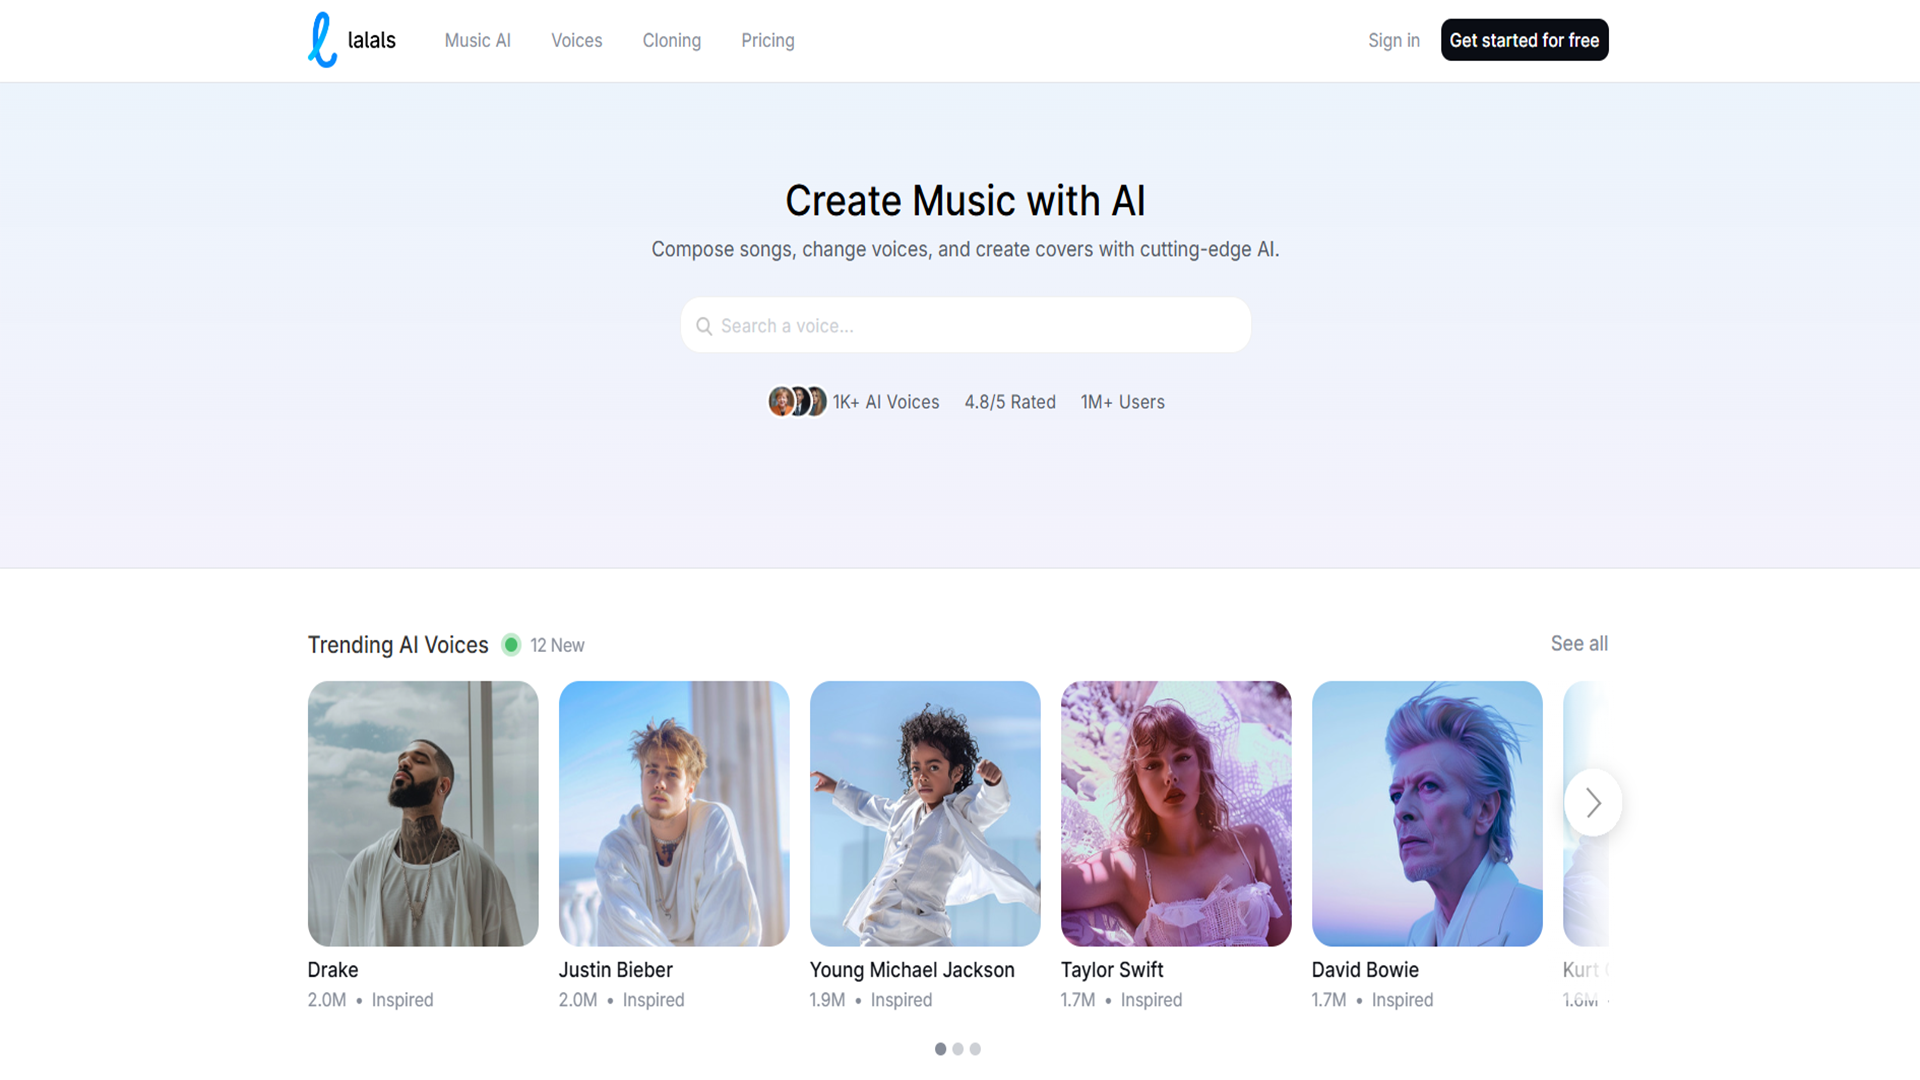 lalals
Music AI
Voices
Cloning
Pricing
Sign in
Get started for free
Create Music with AI
Compose songs, change voices, and create covers with cutting-edge AI.
Search a voice...
1K+ AI Voices
4.8/5 Rated
1M+ Users
Trending AI Voices
12 New
See all
Drake
2.0M • Inspired
Justin Bieber
2.0M • Inspired
Young Michael Jackson
1.9M • Inspired
Taylor Swift
1.7M • Inspired
David Bowie
1.7M • Inspired
Kurt
1.6M